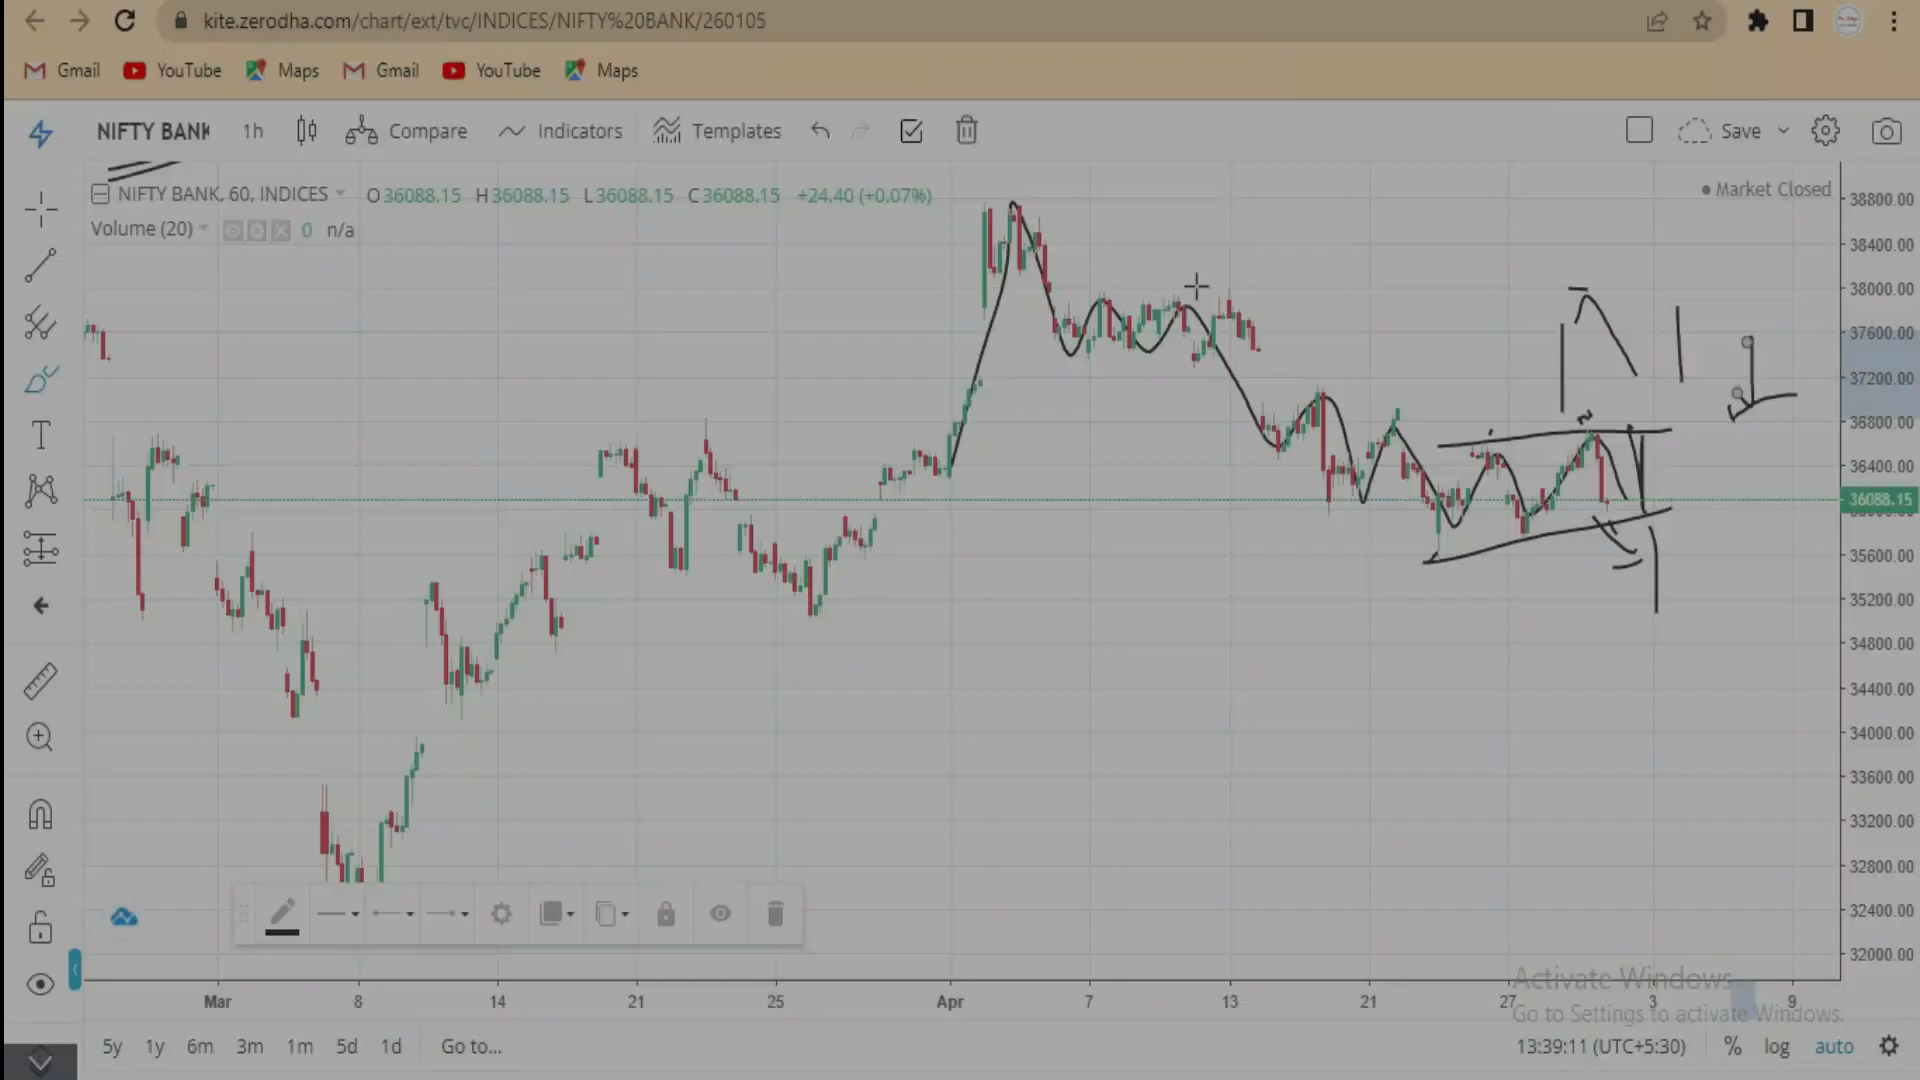 kite.zerodha.com/chart/ext/tvc/INDICES/NIFTY%20BANK/260105
Gmail YouTube Maps Gmail YouTube Maps
NIFTY BANK 1h Compare Indicators Templates Save
NIFTY BANK, 60, INDICES O36088.15 H36088.15 L36088.15 C36088.15 +24.40 (+0.07%)
Market Closed
Volume (20) 0 n/a
38800.00
38400.00
38000.00
37600.00
37200.00
36800.00
36400.00
36088.15
35600.00
35200.00
34800.00
34400.00
34000.00
33600.00
33200.00
32800.00
32400.00
32000.00
Mar 8 14 21 25 Apr 7 13 21 27 3 9
Activate Windows
Go to Settings to activate Windows.
5y 1y 6m 3m 1m 5d 1d Go to... 13:39:11 (UTC+5:30) % log auto